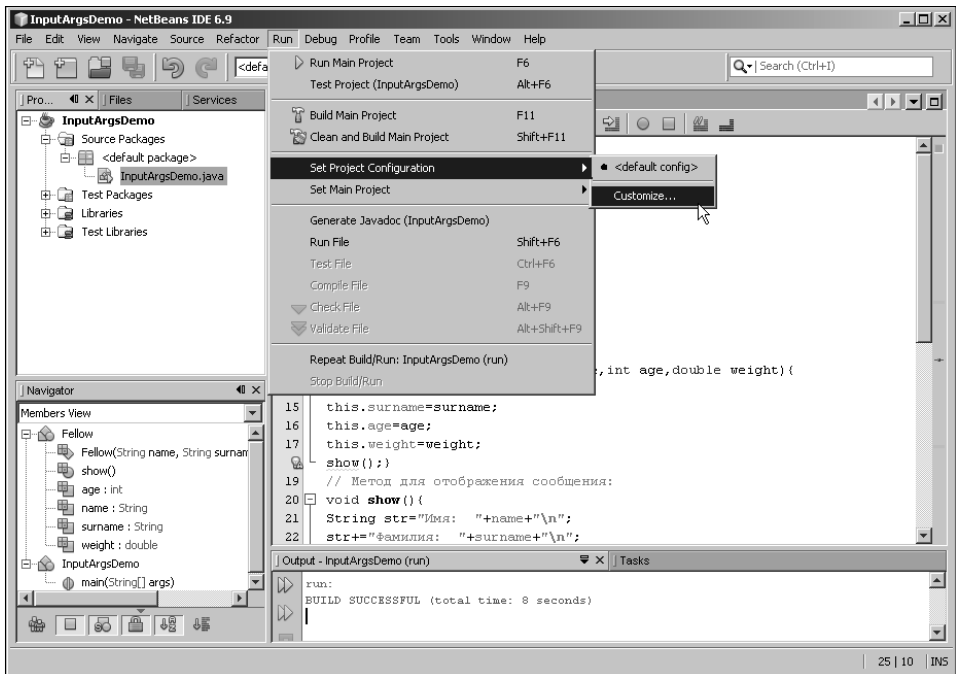 InputArgsDemo - NetBeans IDE 6.9
File Edit View Navigate Source Refactor Run Debug Profile Team Tools Window Help
<defa
Search (Ctrl+I)
Run Main Project F6
Test Project (InputArgsDemo) Alt+F6
Build Main Project F11
Clean and Build Main Project Shift+F11
Set Project Configuration
Set Main Project
Generate Javadoc (InputArgsDemo)
Run File Shift+F6
Test File Ctrl+F6
Compile File F9
Check File Alt+F9
Validate File Alt+Shift+F9
Repeat Build/Run: InputArgsDemo (run)
Stop Build/Run
<default config>
Customize...
Pro... Files Services
InputArgsDemo
Source Packages
<default package>
InputArgsDemo.java
Test Packages
Libraries
Test Libraries
,int age,double weight){
15 this.surname=surname;
16 this.age=age;
17 this.weight=weight;
show();}
19 // Метод для отображения сообщения:
20 void show(){
21 String str="Имя: "+name+"\n";
22 str+="Фамилия: "+surname+"\n";
Navigator
Members View
Fellow
Fellow(String name, String surnam
show()
age : int
name : String
surname : String
weight : double
InputArgsDemo
main(String[] args)
Output - InputArgsDemo (run) Tasks
run:
BUILD SUCCESSFUL (total time: 8 seconds)
25 | 10 INS